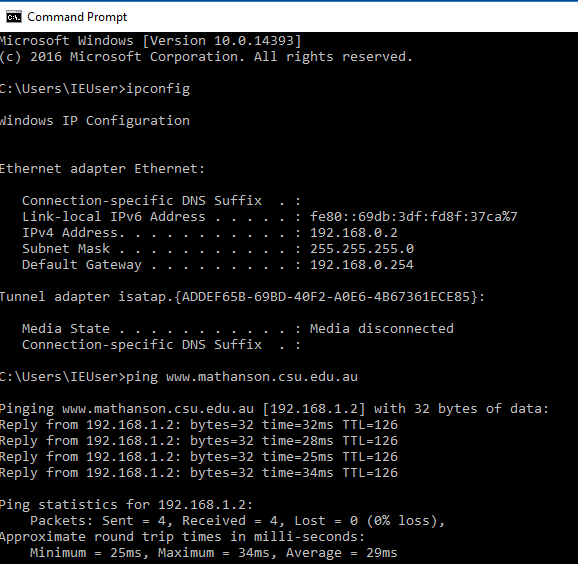 Command Prompt
Microsoft Windows [Version 10.0.14393]
(c) 2016 Microsoft Corporation. All rights reserved.
C:\Users\IEUser>ipconfig
Windows IP Configuration
Ethernet adapter Ethernet:
   Connection-specific DNS Suffix  . :
   Link-local IPv6 Address . . . . . : fe80::69db:3df:fd8f:37ca%7
   IPv4 Address. . . . . . . . . . . : 192.168.0.2
   Subnet Mask . . . . . . . . . . . : 255.255.255.0
   Default Gateway . . . . . . . . . : 192.168.0.254
Tunnel adapter isatap.{ADDEF65B-69BD-40F2-A0E6-4B67361ECE85}:
   Media State . . . . . . . . . . . : Media disconnected
   Connection-specific DNS Suffix  . :
C:\Users\IEUser>ping www.mathanson.csu.edu.au
Pinging www.mathanson.csu.edu.au [192.168.1.2] with 32 bytes of data:
Reply from 192.168.1.2: bytes=32 time=32ms TTL=126
Reply from 192.168.1.2: bytes=32 time=28ms TTL=126
Reply from 192.168.1.2: bytes=32 time=25ms TTL=126
Reply from 192.168.1.2: bytes=32 time=34ms TTL=126
Ping statistics for 192.168.1.2:
    Packets: Sent = 4, Received = 4, Lost = 0 (0% loss),
Approximate round trip times in milli-seconds:
    Minimum = 25ms, Maximum = 34ms, Average = 29ms